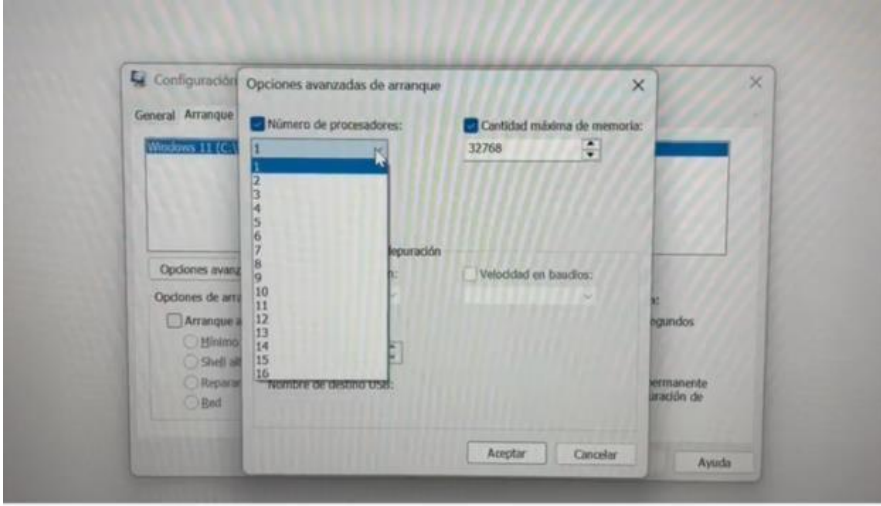 Configuración
Opciones avanzadas de arranque
General Arranque
Número de procesadores:
Cantidad máxima de memoria:
Windows 11 (C:\
1
32768
1
2
3
4
5
6
7
depuración
8
9
Opciones avanz
Velocidad en baudios:
10
Opciones de arra
11
12
Arranque a
egundos
13
Mínimo
14
15
Shell alt
16
Reparar
Nombre de destino USB:
permanente
Red
uración de
Aceptar
Cancelar
Ayuda